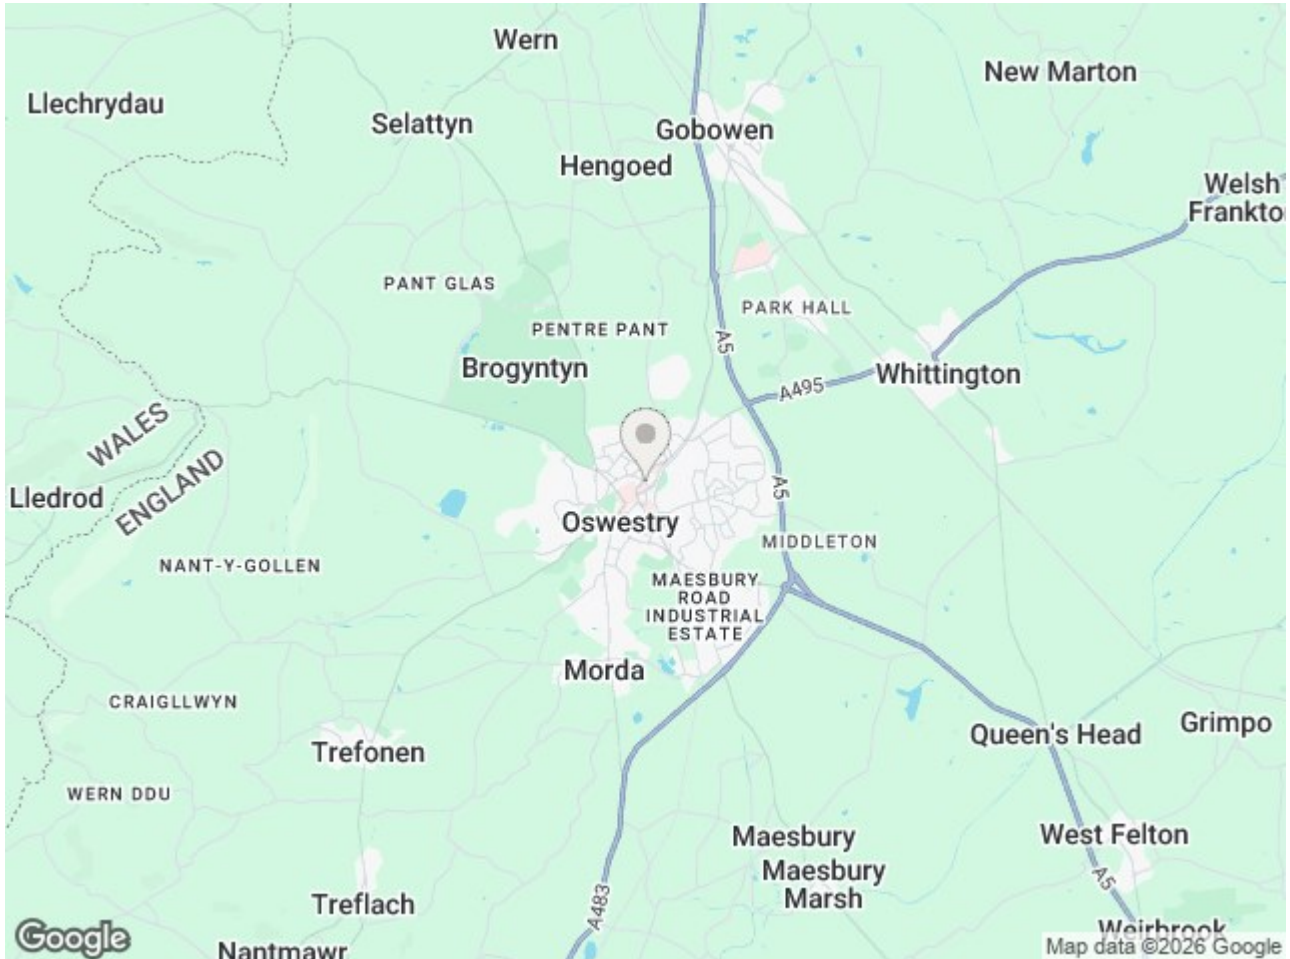 Wern
New Marton
Llechrydau
Selattyn
Gobowen
Hengoed
Welsh
Frankto
PANT GLAS
PARK HALL
PENTRE PANT
A5
Brogyntyn
A495
Whittington
WALES
ENGLAND
Lledrod
A5
Oswestry
MIDDLETON
NANT-Y-GOLLEN
MAESBURY
ROAD
INDUSTRIAL
ESTATE
Morda
CRAIGLLWYN
Queen's Head
Grimpo
Trefonen
WERN DDU
Maesbury
West Felton
Maesbury
Marsh
A5
Treflach
A483
Weirbrook
Google
Nantmawr
Map data ©2026 Google